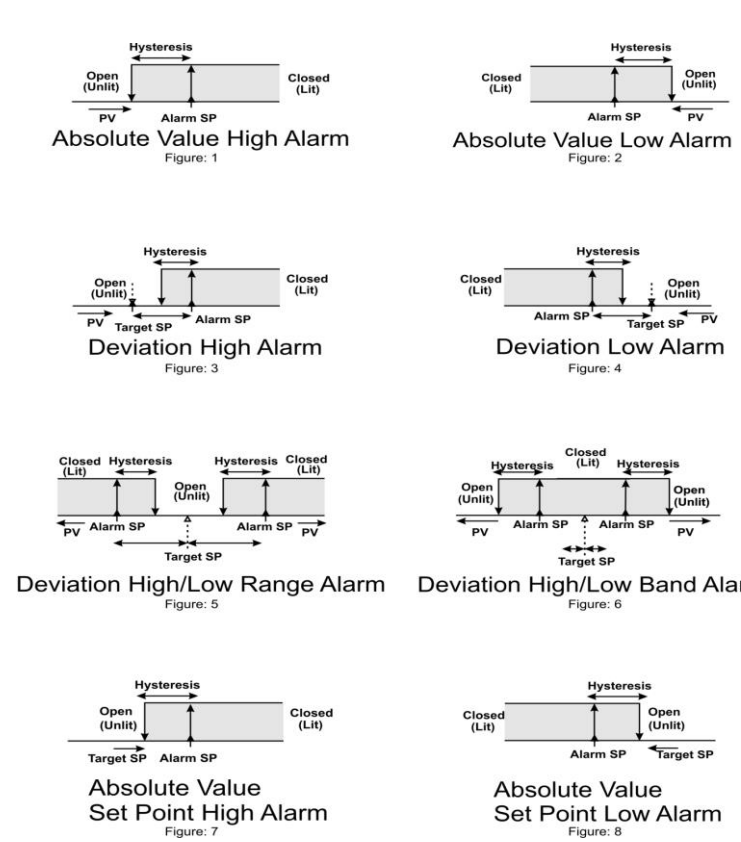 Hysteresis
Open
(Unlit)
Closed
(Lit)
PV
Alarm SP
Absolute Value High Alarm
Figure: 1
Hysteresis
Closed
(Lit)
Open
(Unlit)
Alarm SP
PV
Absolute Value Low Alarm
Figure: 2
Hysteresis
Open
(Unlit)
Closed
(Lit)
PV
Target SP
Alarm SP
Deviation High Alarm
Figure: 3
Hysteresis
Closed
(Lit)
Open
(Unlit)
Alarm SP
Target SP
PV
Deviation Low Alarm
Figure: 4
Closed
(Lit)
Hysteresis
Hysteresis
Closed
(Lit)
Open
(Unlit)
PV
Alarm SP
Alarm SP
PV
Target SP
Deviation High/Low Range Alarm
Figure: 5
Closed
(Lit)
Hysteresis
Hysteresis
Open
(Unlit)
Open
(Unlit)
PV
Alarm SP
Alarm SP
PV
Target SP
Deviation High/Low Band Alar
Figure: 6
Hysteresis
Open
(Unlit)
Closed
(Lit)
Target SP
Alarm SP
Absolute Value
Set Point High Alarm
Figure: 7
Hysteresis
Closed
(Lit)
Open
(Unlit)
Alarm SP
Target SP
Absolute Value
Set Point Low Alarm
Figure: 8